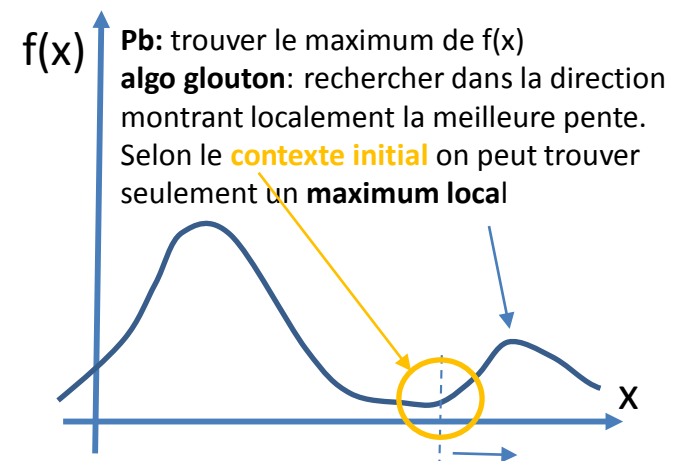 f(x)
Pb: trouver le maximum de f(x)
algo glouton: rechercher dans la direction
montrant localement la meilleure pente.
Selon le contexte initial on peut trouver
seulement un maximum local
x